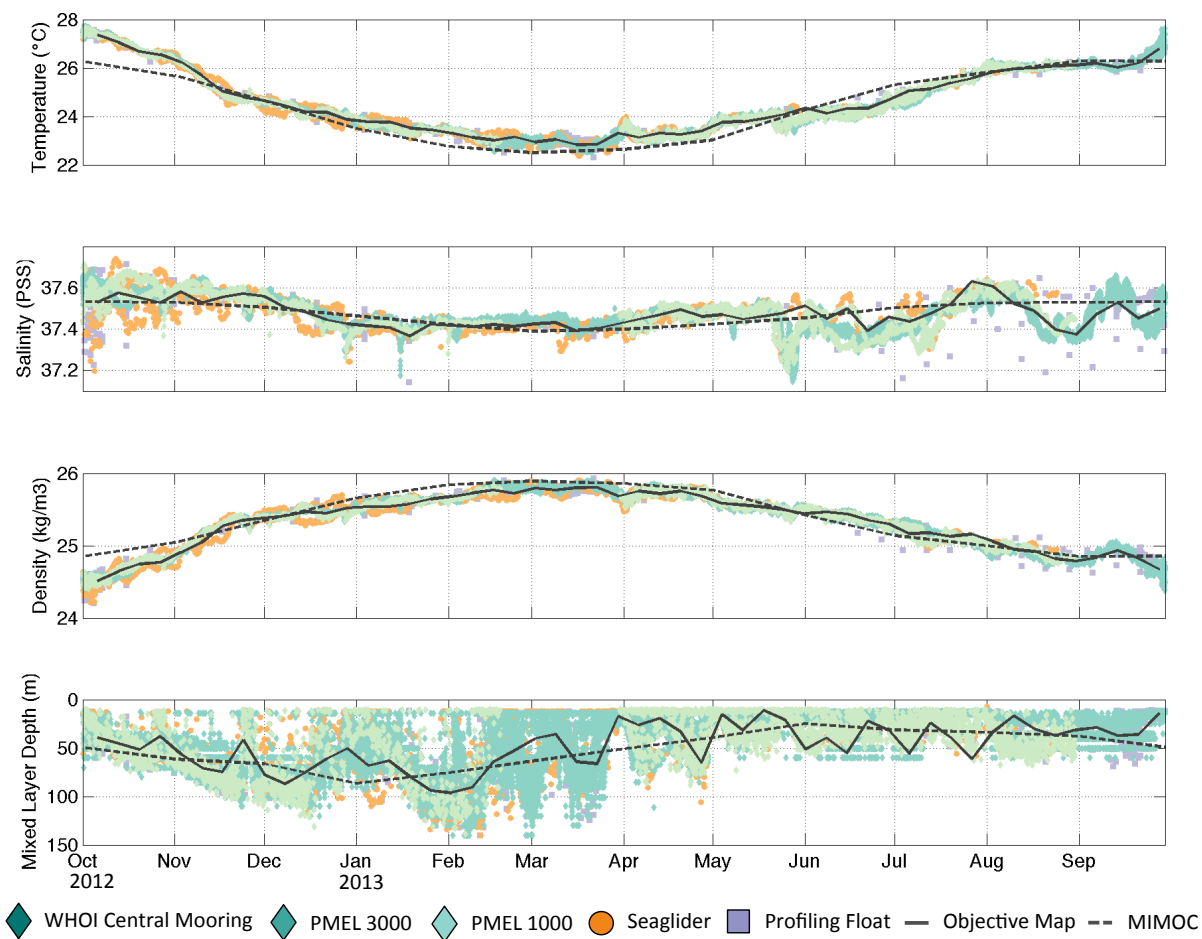 Temperature (°C)
28
26
24
22
Salinity (PSS)
37.6
37.4
37.2
Density (kg/m3)
26
25
24
Mixed Layer Depth (m)
0
50
100
150
Oct Nov Dec Jan Feb Mar Apr May Jun Jul Aug Sep
2012 2013
WHOI Central Mooring PMEL 3000 PMEL 1000 Seaglider Profiling Float Objective Map MIMOC